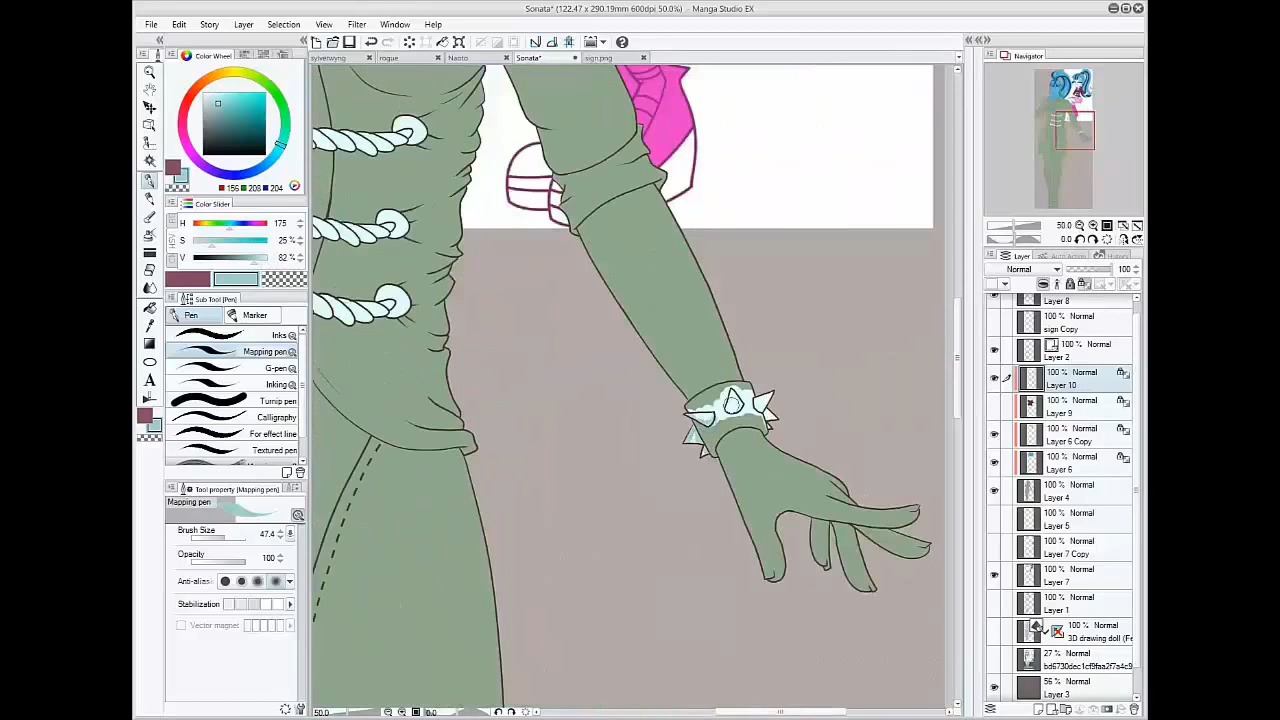 Sonata* (122.47 x 290.19mm 600dpi 50.0%) - Manga Studio EX
File Edit Story Layer Selection View Filter Window Help
sylverwyng rogue Naoto Sonata* sign.png
Color Wheel
156 208 204
Color Slider
H 175
S 25 %
V 82 %
Sub Tool [Pen]
Pen Marker
Inks
Mapping pen
G-pen
Inking
Turnip pen
Calligraphy
For effect line
Textured pen
Tool property [Mapping pen]
Mapping pen
Brush Size 47.4
Opacity 100
Anti-alias
Stabilization
Vector magnet
50.0 0.0
Navigator
50.0
0.0
Layer Auto Action History
Normal 100
Layer 8
100 % Normal
sign Copy
100 % Normal
Layer 2
100 % Normal
Layer 10
100 % Normal
Layer 9
100 % Normal
Layer 6 Copy
100 % Normal
Layer 6
100 % Normal
Layer 4
100 % Normal
Layer 5
100 % Normal
Layer 7 Copy
100 % Normal
Layer 7
100 % Normal
Layer 1
100 % Normal
3D drawing doll (Fe
27 % Normal
bd6730dec1cf9faa2f7a4c9
56 % Normal
Layer 3